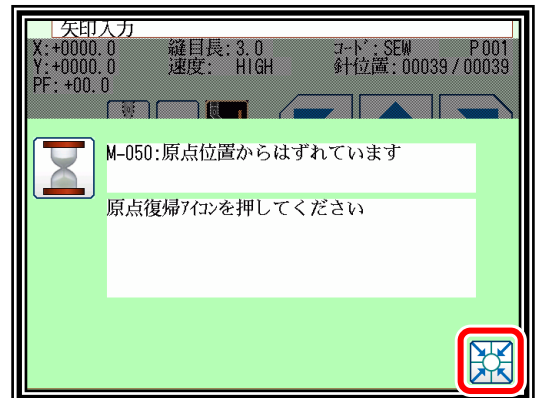 矢印入力
X:+0000.0 縫目長:3.0 コード:SEW P001
Y:+0000.0 速度: HIGH 針位置:00039/00039
PF:+00.0
M-050:原点位置からはずれています
原点復帰アイコンを押してください